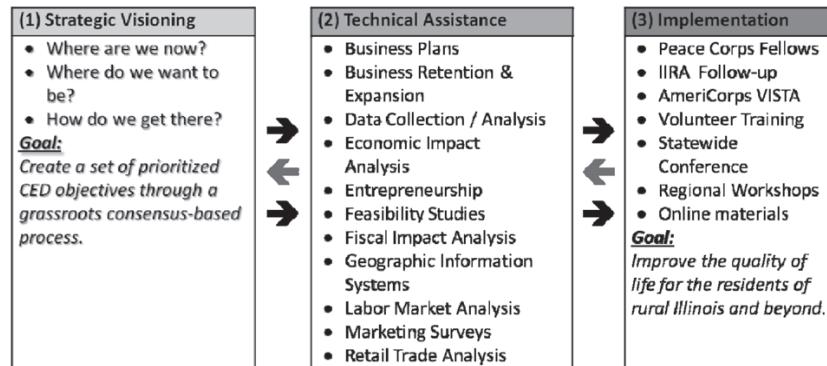 (1) Strategic Visioning
• Where are we now?
• Where do we want to
be?
• How do we get there?
Goal:
Create a set of prioritized
CED objectives through a
grassroots consensus-based
process.
(2) Technical Assistance
• Business Plans
• Business Retention &
Expansion
• Data Collection / Analysis
• Economic Impact
Analysis
• Entrepreneurship
• Feasibility Studies
• Fiscal Impact Analysis
• Geographic Information
Systems
• Labor Market Analysis
• Marketing Surveys
• Retail Trade Analysis
(3) Implementation
• Peace Corps Fellows
• IIRA Follow-up
• AmeriCorps VISTA
• Volunteer Training
• Statewide
Conference
• Regional Workshops
• Online materials
Goal:
Improve the quality of
life for the residents of
rural Illinois and beyond.